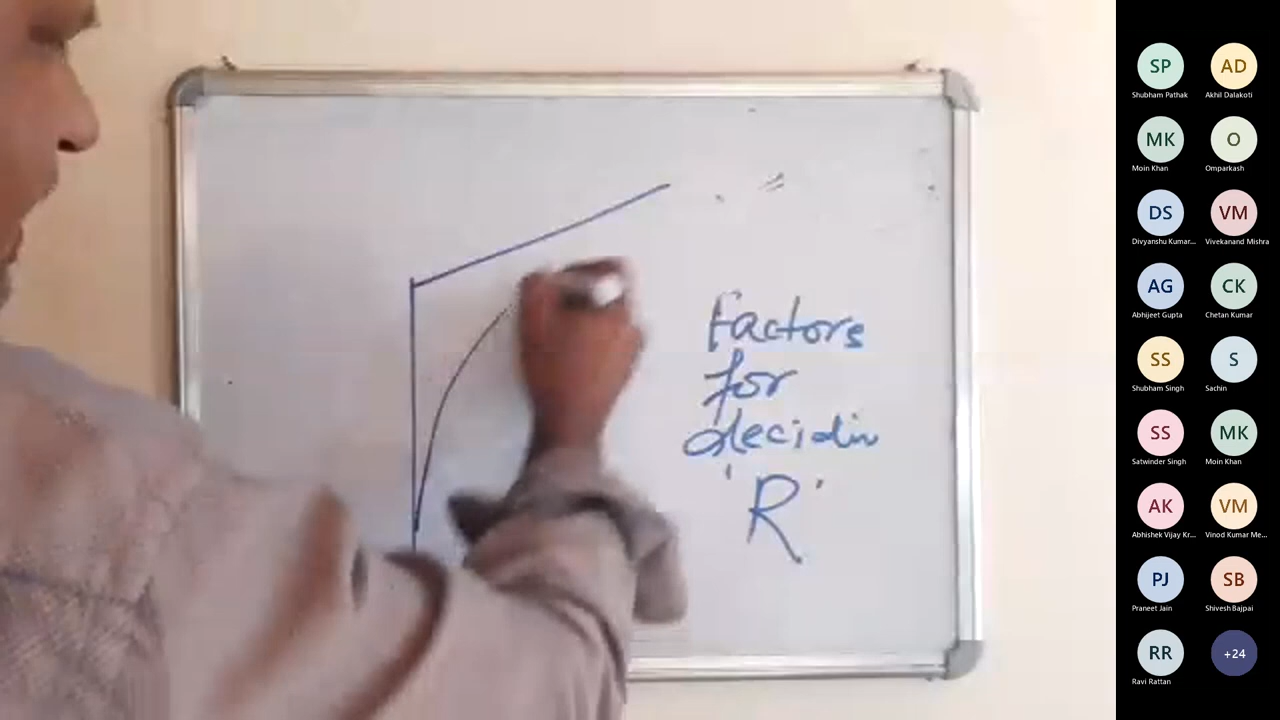 Factors
for
decidin
'R'
SP
AD
Shubham Pathak
Akhil Dalakoti
MK
O
Moin Khan
Omparkash
DS
VM
Divyanshu Kumar...
Vivekanand Mishra
AG
CK
Abhijeet Gupta
Chetan Kumar
SS
S
Shubham Singh
Sachin
SS
MK
Satwinder Singh
Moin Khan
AK
VM
Abhishek Vijay Kr...
Vinod Kumar Me...
PJ
SB
Praneet Jain
Shivesh Bajpai
RR
+24
Ravi Rattan